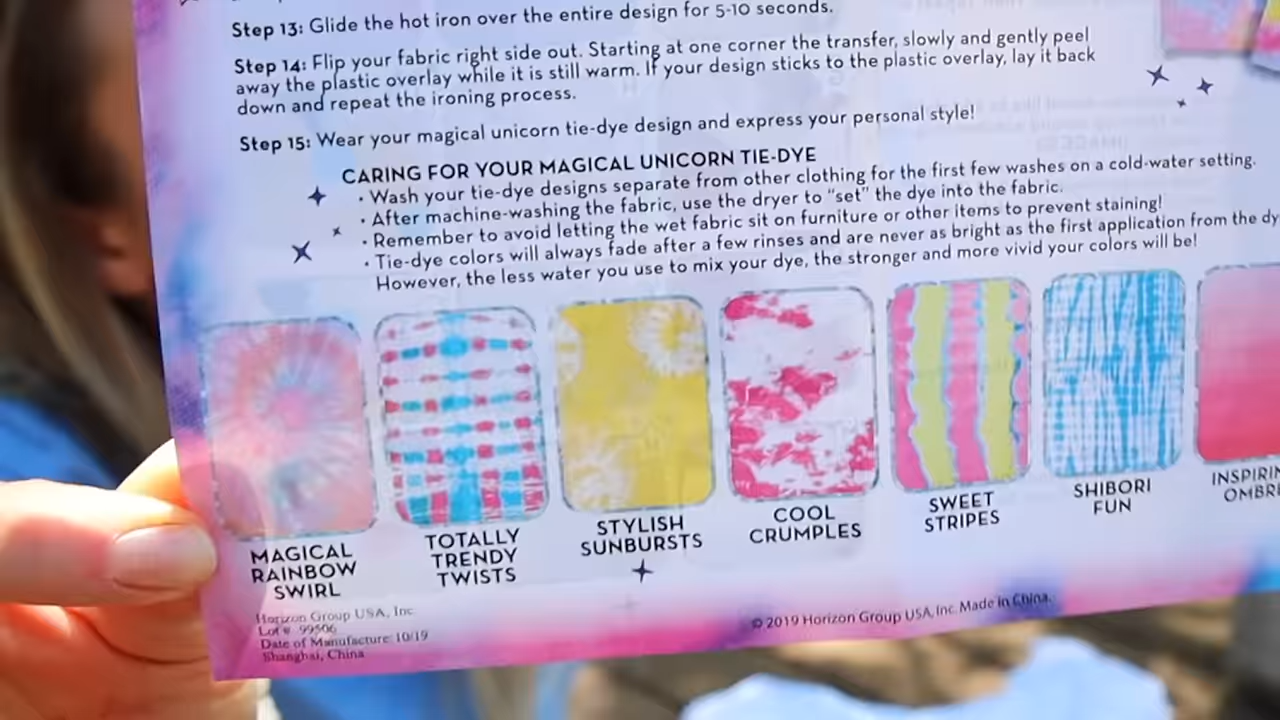 Step 13: Glide the hot iron over the entire design for 5-10 seconds.
Step 14: Flip your fabric right side out. Starting at one corner the transfer, slowly and gently peel
away the plastic overlay while it is still warm. If your design sticks to the plastic overlay, lay it back
down and repeat the ironing process.
Step 15: Wear your magical unicorn tie-dye design and express your personal style!
CARING FOR YOUR MAGICAL UNICORN TIE-DYE
• Wash your tie-dye designs separate from other clothing for the first few washes on a cold-water setting.
• After machine-washing the fabric, use the dryer to “set” the dye into the fabric.
• Remember to avoid letting the wet fabric sit on furniture or other items to prevent staining!
• Tie-dye colors will always fade after a few rinses and are never as bright as the first application from the dy
However, the less water you use to mix your dye, the stronger and more vivid your colors will be!
MAGICAL
RAINBOW
SWIRL
TOTALLY
TRENDY
TWISTS
STYLISH
SUNBURSTS
COOL
CRUMPLES
SWEET
STRIPES
SHIBORI
FUN
INSPIRIN
OMBRE
Horizon Group USA, Inc.
Lot #: 99506
Date of Manufacture: 10/19
Shanghai, China
© 2019 Horizon Group USA, Inc. Made in China.